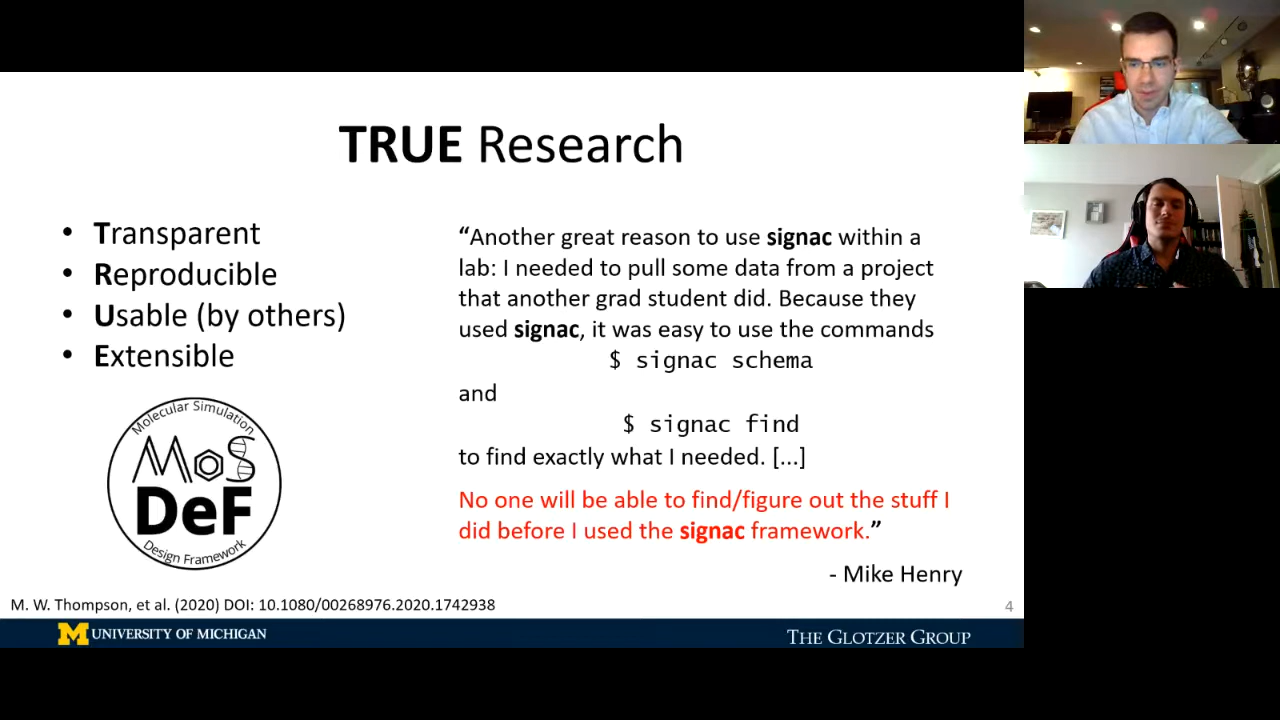 TRUE Research
• Transparent
• Reproducible
• Usable (by others)
• Extensible
Molecular Simulation
MoS
DeF
Design Framework
“Another great reason to use signac within a
lab: I needed to pull some data from a project
that another grad student did. Because they
used signac, it was easy to use the commands
$ signac schema
and
$ signac find
to find exactly what I needed. [...]
No one will be able to find/figure out the stuff I
did before I used the signac framework.”
- Mike Henry
M. W. Thompson, et al. (2020) DOI: 10.1080/00268976.2020.1742938
4
M UNIVERSITY OF MICHIGAN
THE GLOTZER GROUP